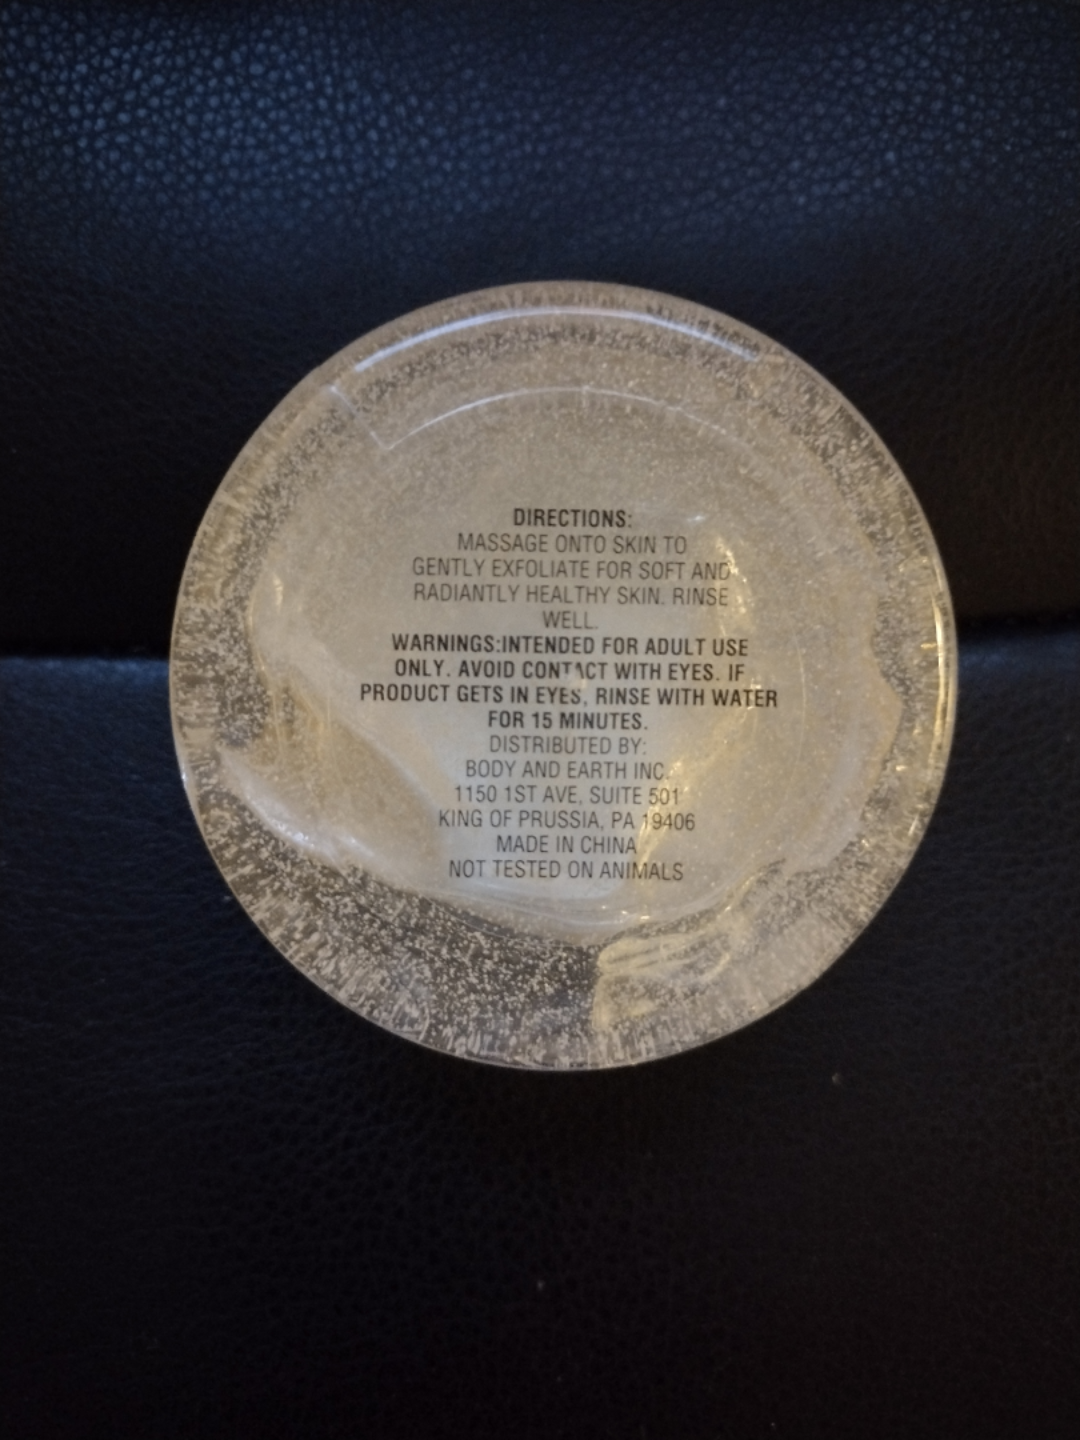 DIRECTIONS:
MASSAGE ONTO SKIN TO
GENTLY EXFOLIATE FOR SOFT AND
RADIANTLY HEALTHY SKIN. RINSE
WELL.
WARNINGS:INTENDED FOR ADULT USE
ONLY. AVOID CONTACT WITH EYES. IF
PRODUCT GETS IN EYES, RINSE WITH WATER
FOR 15 MINUTES.
DISTRIBUTED BY:
BODY AND EARTH INC.
1150 1ST AVE, SUITE 501
KING OF PRUSSIA, PA 19406
MADE IN CHINA
NOT TESTED ON ANIMALS